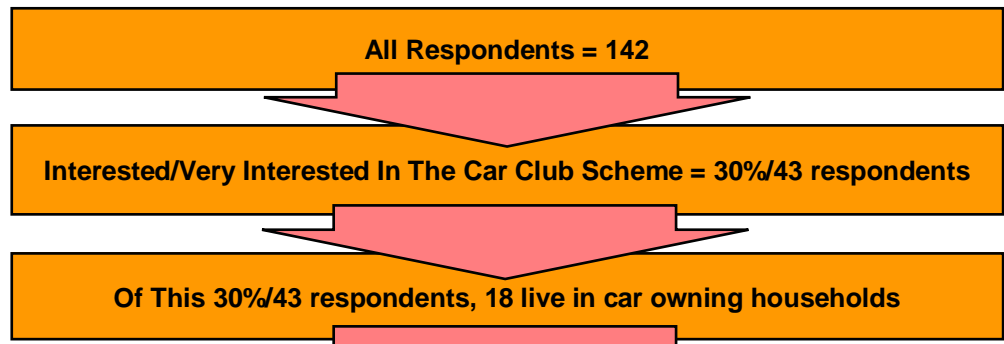 All Respondents = 142
Interested/Very Interested In The Car Club Scheme = 30%/43 respondents
Of This 30%/43 respondents, 18 live in car owning households